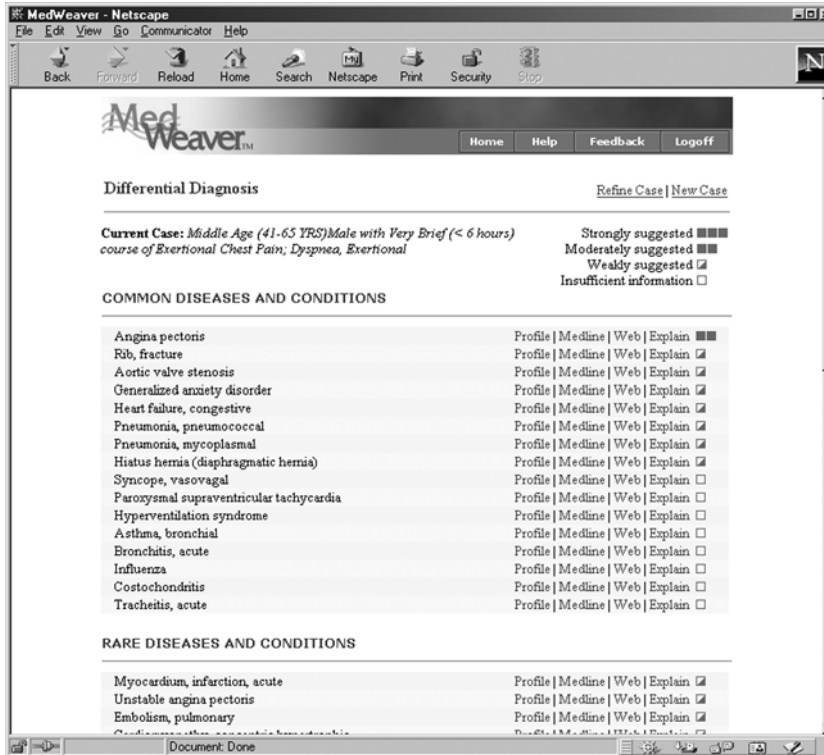 MedWeaver - Netscape
File Edit View Go Communicator Help
Back Forward Reload Home Search Netscape Print Security Stop
My
N
Med
Weaver™
Home Help Feedback Logoff
Differential Diagnosis Refine Case | New Case
Current Case: Middle Age (41-65 YRS)Male with Very Brief (< 6 hours)
course of Exertional Chest Pain; Dyspnea, Exertional
Strongly suggested
Moderately suggested
Weakly suggested
Insufficient information
COMMON DISEASES AND CONDITIONS
Angina pectoris Profile | Medline | Web | Explain
Rib, fracture Profile | Medline | Web | Explain
Aortic valve stenosis Profile | Medline | Web | Explain
Generalized anxiety disorder Profile | Medline | Web | Explain
Heart failure, congestive Profile | Medline | Web | Explain
Pneumonia, pneumococcal Profile | Medline | Web | Explain
Pneumonia, mycoplasmal Profile | Medline | Web | Explain
Hiatus hernia (diaphragmatic hernia) Profile | Medline | Web | Explain
Syncope, vasovagal Profile | Medline | Web | Explain
Paroxysmal supraventricular tachycardia Profile | Medline | Web | Explain
Hyperventilation syndrome Profile | Medline | Web | Explain
Asthma, bronchial Profile | Medline | Web | Explain
Bronchitis, acute Profile | Medline | Web | Explain
Influenza Profile | Medline | Web | Explain
Costochondritis Profile | Medline | Web | Explain
Tracheitis, acute Profile | Medline | Web | Explain
RARE DISEASES AND CONDITIONS
Myocardium, infarction, acute Profile | Medline | Web | Explain
Unstable angina pectoris Profile | Medline | Web | Explain
Embolism, pulmonary Profile | Medline | Web | Explain
Document: Done